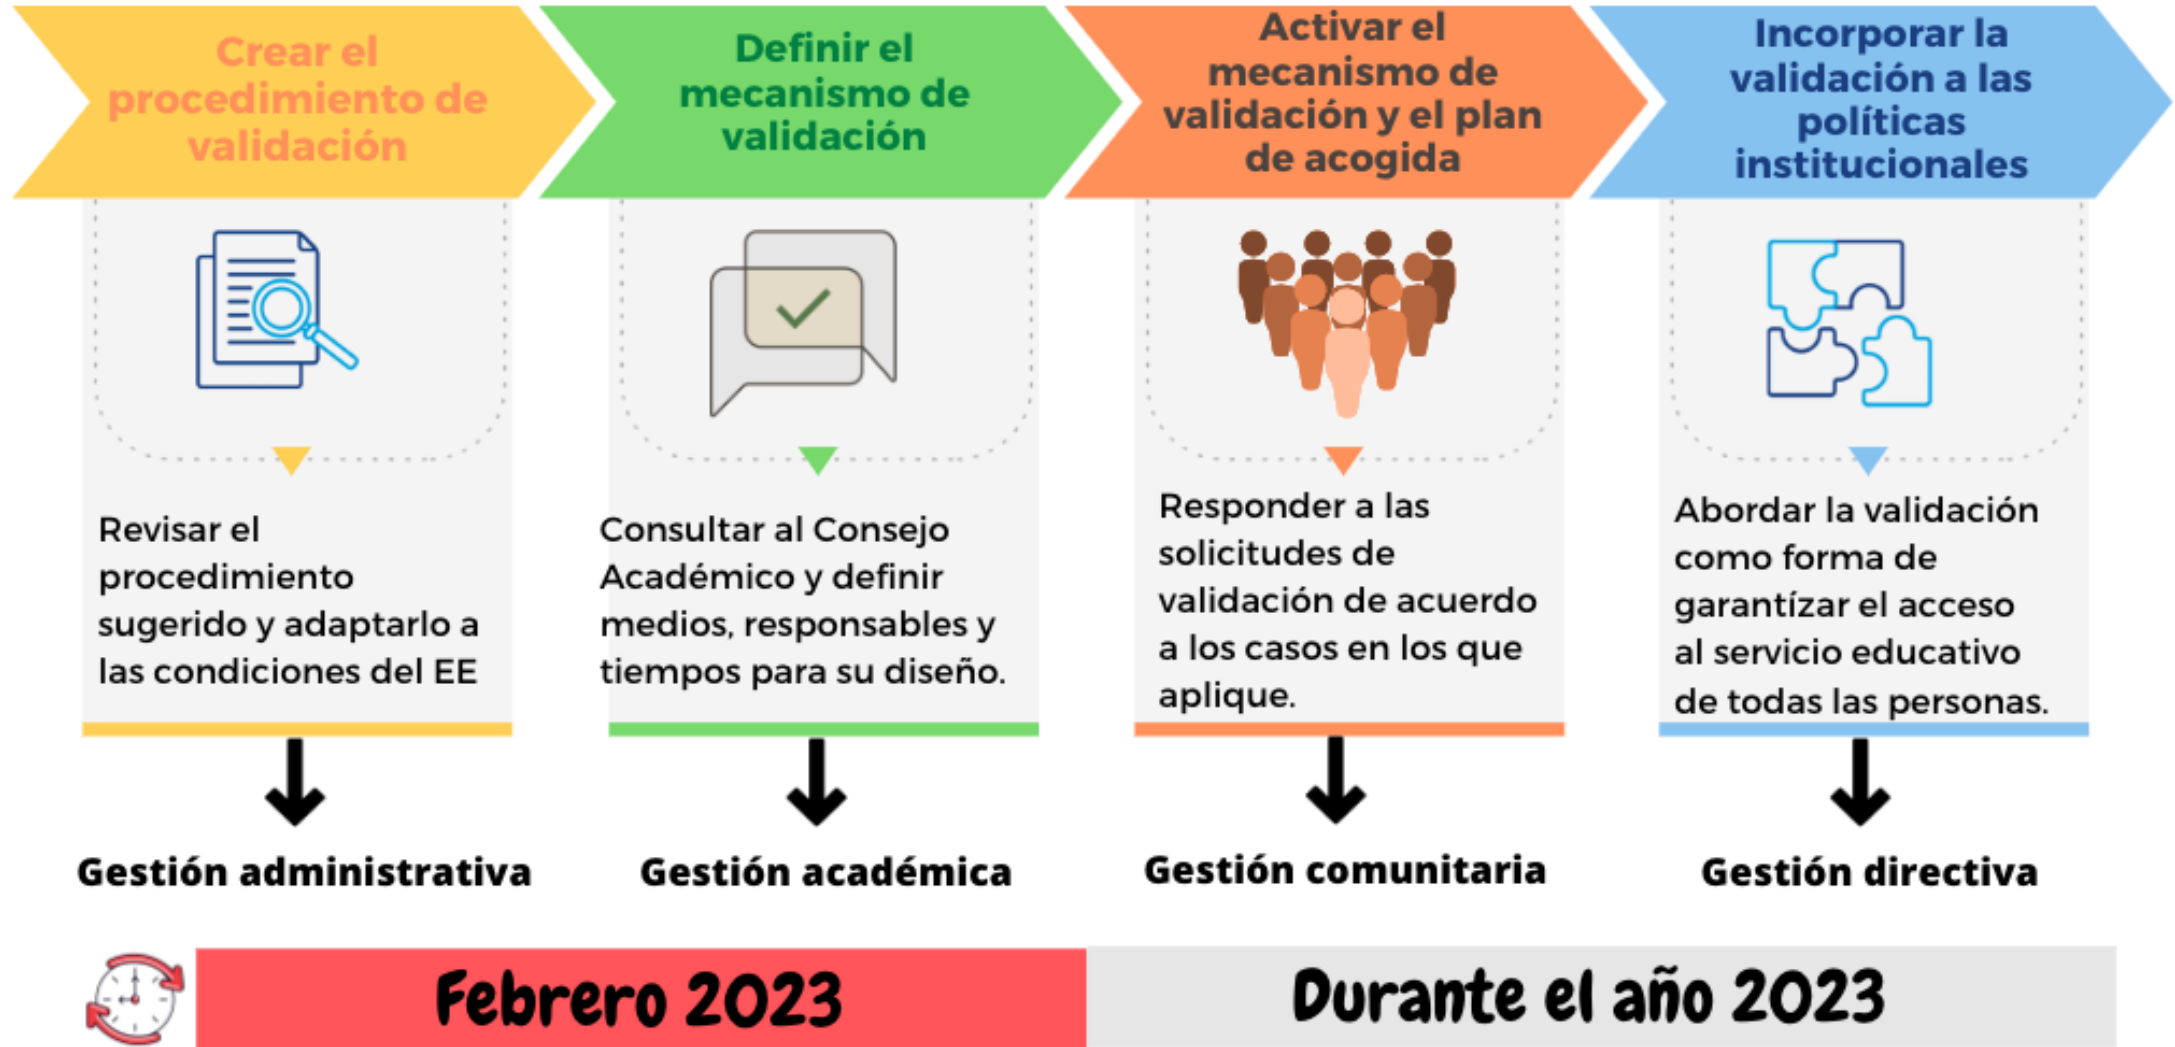 Crear el
procedimiento de
validación
Definir el
mecanismo de
validación
Activar el
mecanismo de
validación y el plan
de acogida
Incorporar la
validación a las
políticas
institucionales
Revisar el
procedimiento
sugerido y adaptarlo a
las condiciones del EE
Consultar al Consejo
Académico y definir
medios, responsables y
tiempos para su diseño.
Responder a las
solicitudes de
validación de acuerdo
a los casos en los que
aplique.
Abordar la validación
como forma de
garantízar el acceso
al servicio educativo
de todas las personas.
Gestión administrativa
Gestión académica
Gestión comunitaria
Gestión directiva
Febrero 2023
Durante el año 2023